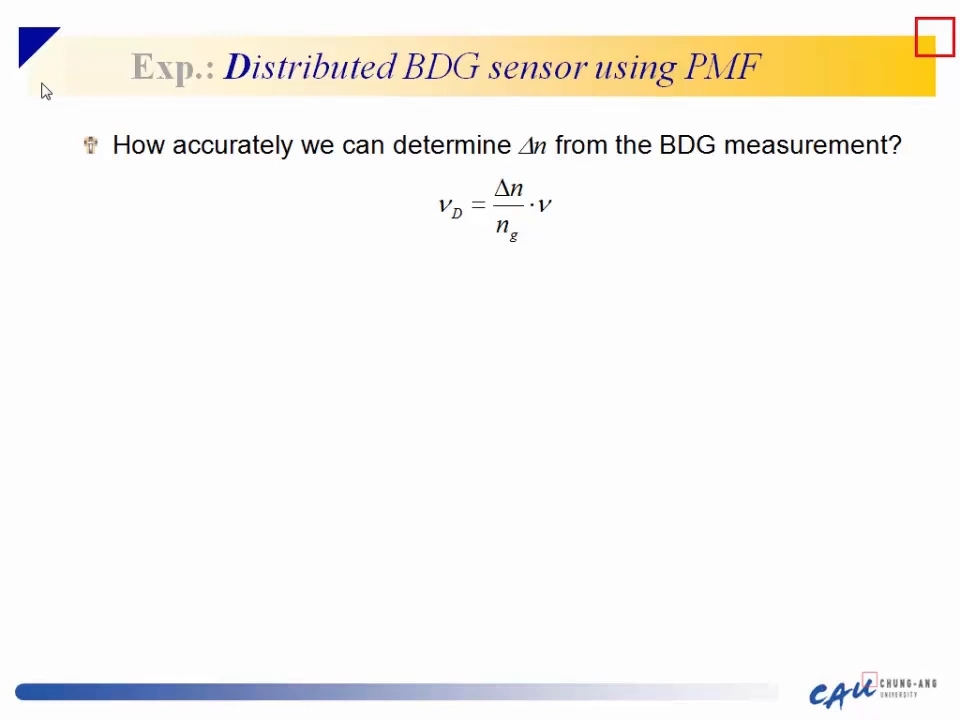 Exp.: Distributed BDG sensor using PMF
How accurately we can determine Δn from the BDG measurement?
ν_D = Δn / n_g · ν
CAU CHUNG-ANG
UNIVERSITY